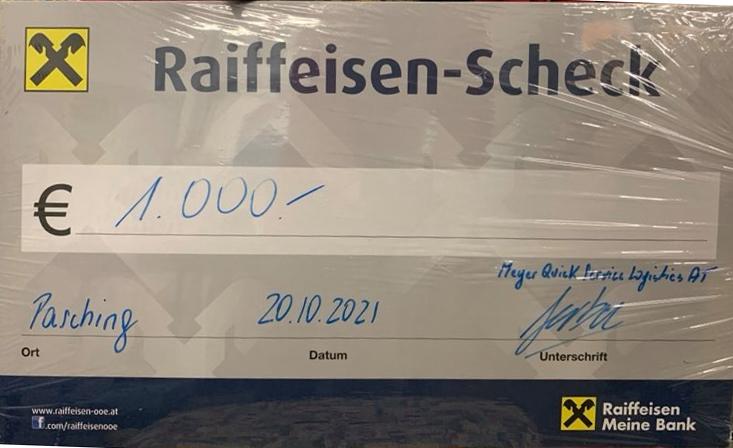 Raiffeisen-Scheck
€ 1.000.-
Meyer Quick Service Logistics AT
Pasching 20.10.2021
Ort Datum Unterschrift
www.raiffeisen-ooe.at
f.com/raiffeisenooe
Raiffeisen
Meine Bank